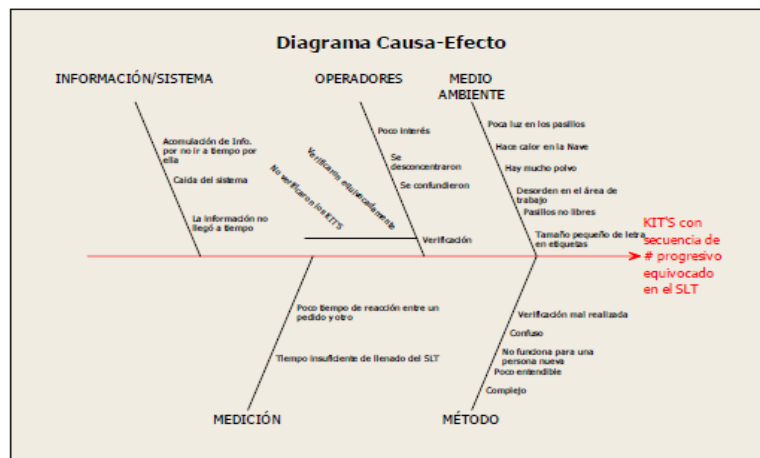 Diagrama Causa-Efecto
INFORMACIÓN/SISTEMA
OPERADORES
MEDIO
AMBIENTE
Acumulación de Info.
por no ir a tiempo por
ella
Caida del sistema
La información no
llegó a tiempo
Poco interés
Se
desconcentraron
Se confundieron
Verificaron equivocadamente
No verificaron los KIT'S
Verificación
Poca luz en los pasillos
Hace calor en la Nave
Hay mucho polvo
Desorden en el área de
trabajo
Pasillos no libres
Tamaño pequeño de letra
en etiquetas
KIT'S con
secuencia de
# progresivo
equivocado
en el SLT
Poco tiempo de reacción entre un
pedido y otro
Tiempo insuficiente de llenado del SLT
Verificación mal realizada
Confuso
No funciona para una
persona nueva
Poco entendible
Complejo
MEDICIÓN
MÉTODO